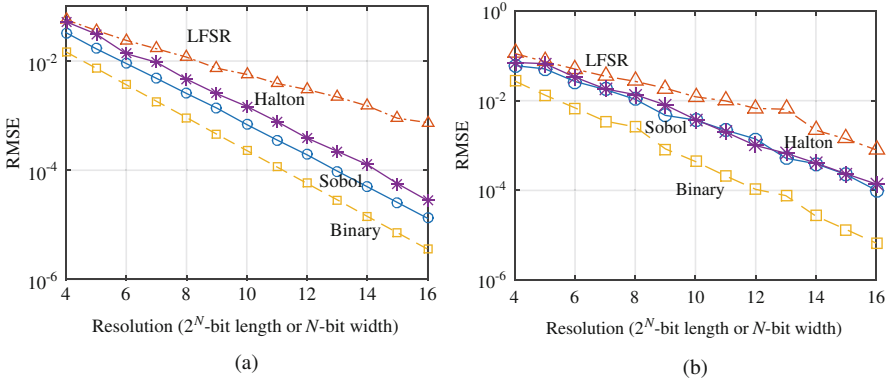 10^-2
10^-4
10^-6
RMSE
LFSR
Halton
Sobol
Binary
4 6 8 10 12 14 16
Resolution (2^N-bit length or N-bit width)
(a)
10^0
10^-2
10^-4
10^-6
RMSE
LFSR
Sobol
Halton
Binary
4 6 8 10 12 14 16
Resolution (2^N-bit length or N-bit width)
(b)